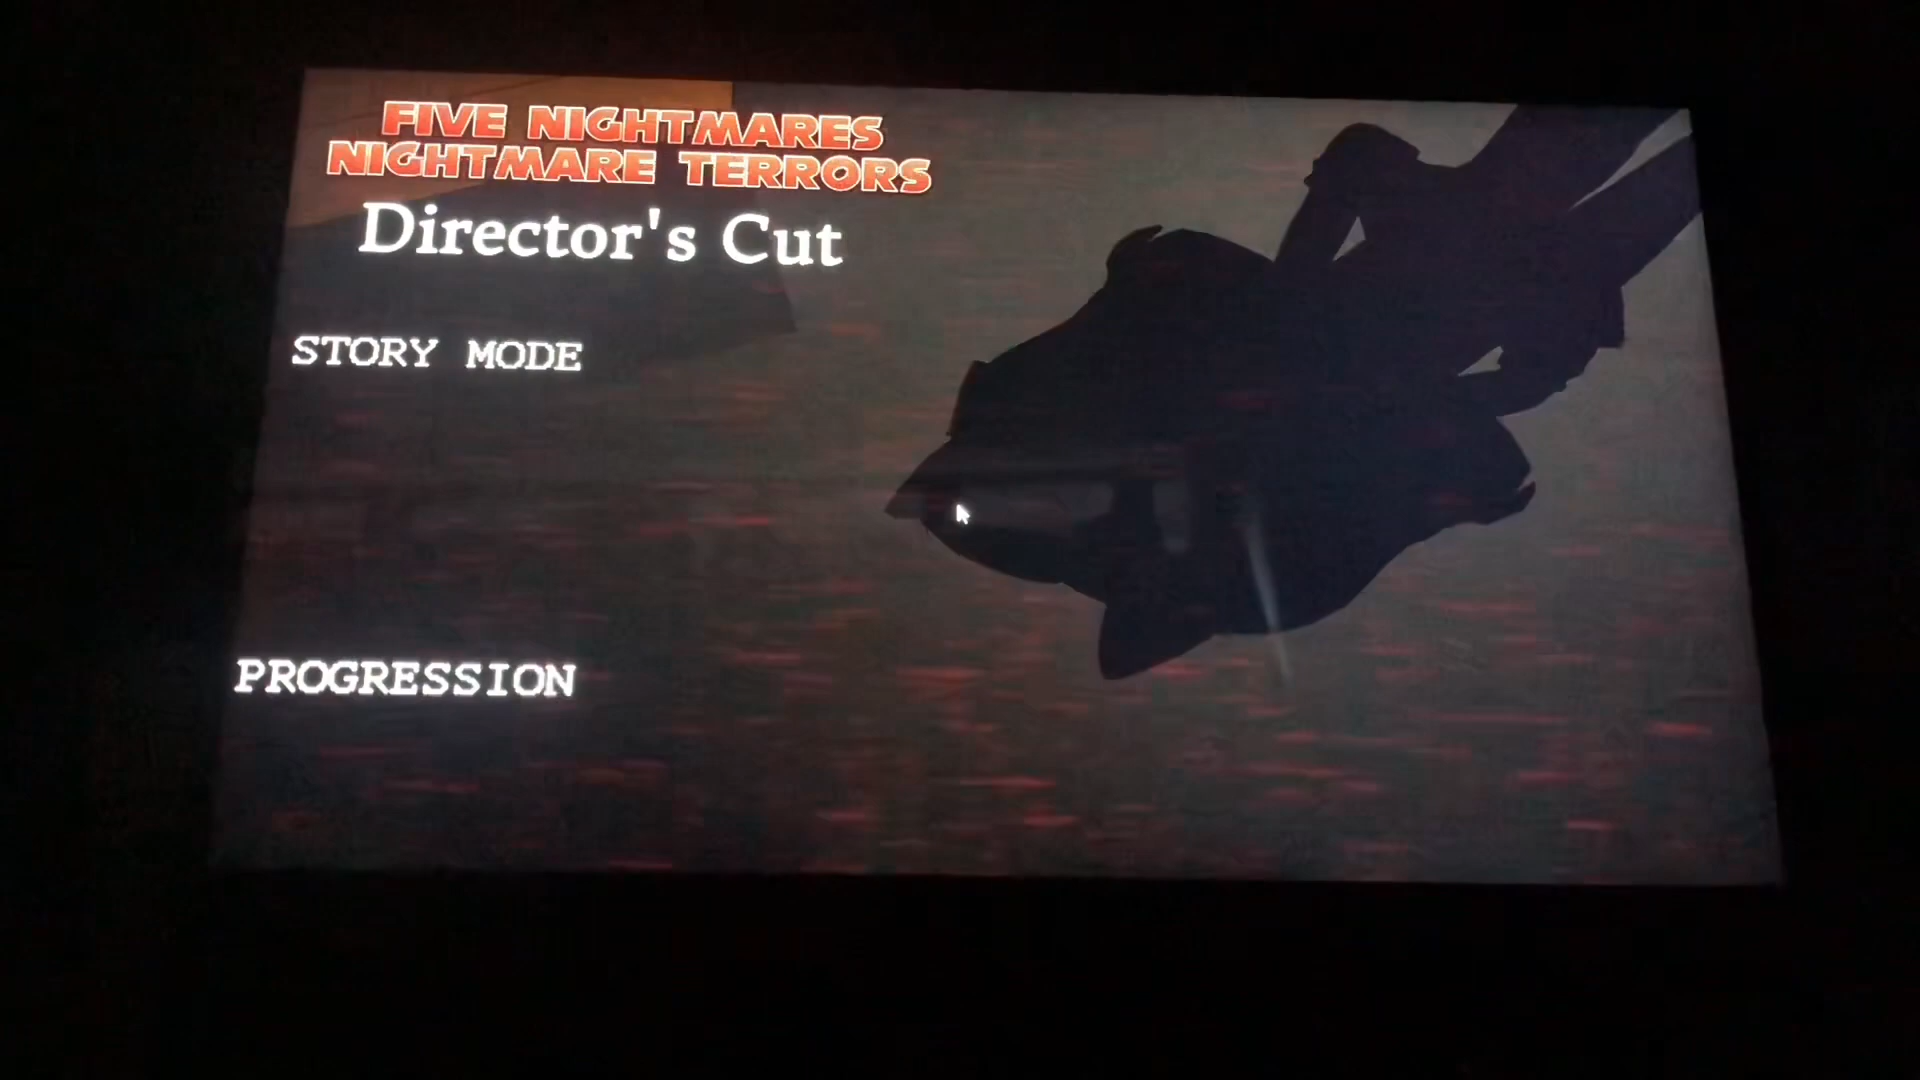 FIVE NIGHTMARES
NIGHTMARE TERRORS
Director's Cut
STORY MODE
PROGRESSION